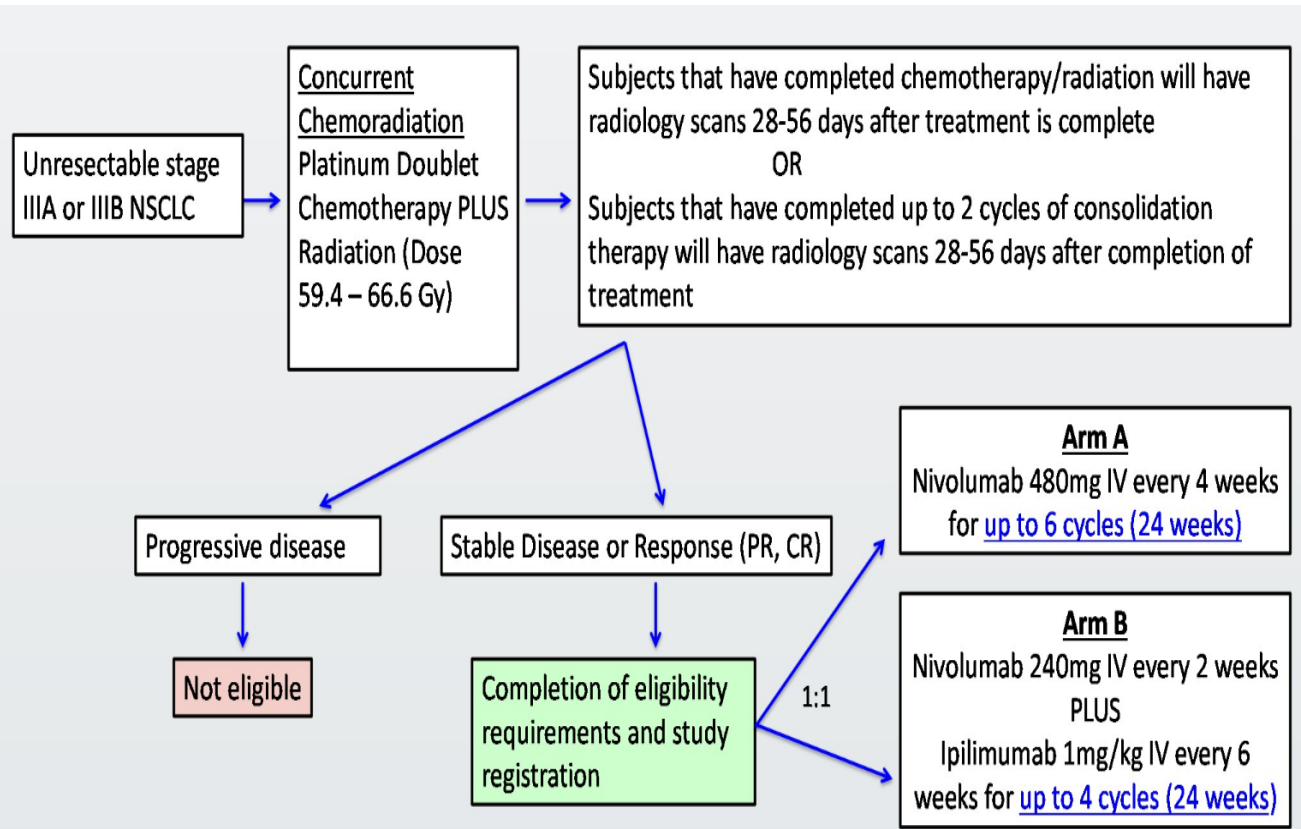 Unresectable stage
IIIA or IIIB NSCLC
Concurrent
Chemoradiation
Platinum Doublet
Chemotherapy PLUS
Radiation (Dose
59.4 – 66.6 Gy)
Subjects that have completed chemotherapy/radiation will have
radiology scans 28-56 days after treatment is complete
OR
Subjects that have completed up to 2 cycles of consolidation
therapy will have radiology scans 28-56 days after completion of
treatment
Progressive disease
Stable Disease or Response (PR, CR)
Not eligible
Completion of eligibility
requirements and study
registration
1:1
Arm A
Nivolumab 480mg IV every 4 weeks
for up to 6 cycles (24 weeks)
Arm B
Nivolumab 240mg IV every 2 weeks
PLUS
Ipilimumab 1mg/kg IV every 6
weeks for up to 4 cycles (24 weeks)